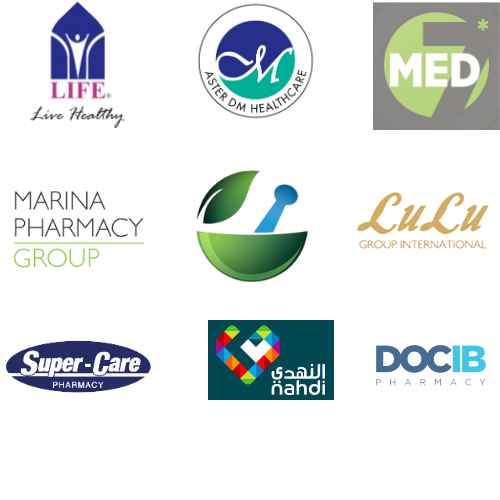 LIFE®
Live Healthy
M
ASTER DM HEALTHCARE
7*
MED
MARINA
PHARMACY
GROUP
LuLu
GROUP INTERNATIONAL
Super-Care
PHARMACY
النهدي
nahdi
DOCIB
PHARMACY